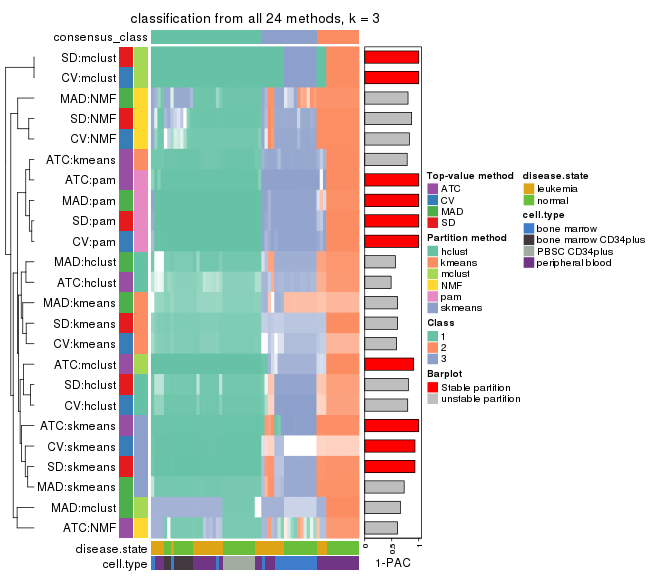 classification from all 24 methods, k = 3
consensus_class
SD:mclust
CV:mclust
MAD:NMF
SD:NMF
CV:NMF
ATC:kmeans
ATC:pam
MAD:pam
SD:pam
CV:pam
MAD:hclust
ATC:hclust
MAD:kmeans
SD:kmeans
CV:kmeans
ATC:mclust
SD:hclust
CV:hclust
ATC:skmeans
CV:skmeans
SD:skmeans
MAD:skmeans
MAD:mclust
ATC:NMF
disease.state
cell.type
0
0.5
1
1-PAC
Top-value method
ATC
CV
MAD
SD
Partition method
hclust
kmeans
mclust
NMF
pam
skmeans
Class
1
2
3
Barplot
Stable partition
unstable partition
disease.state
leukemia
normal
cell.type
bone marrow
bone marrow CD34plus
PBSC CD34plus
peripheral blood